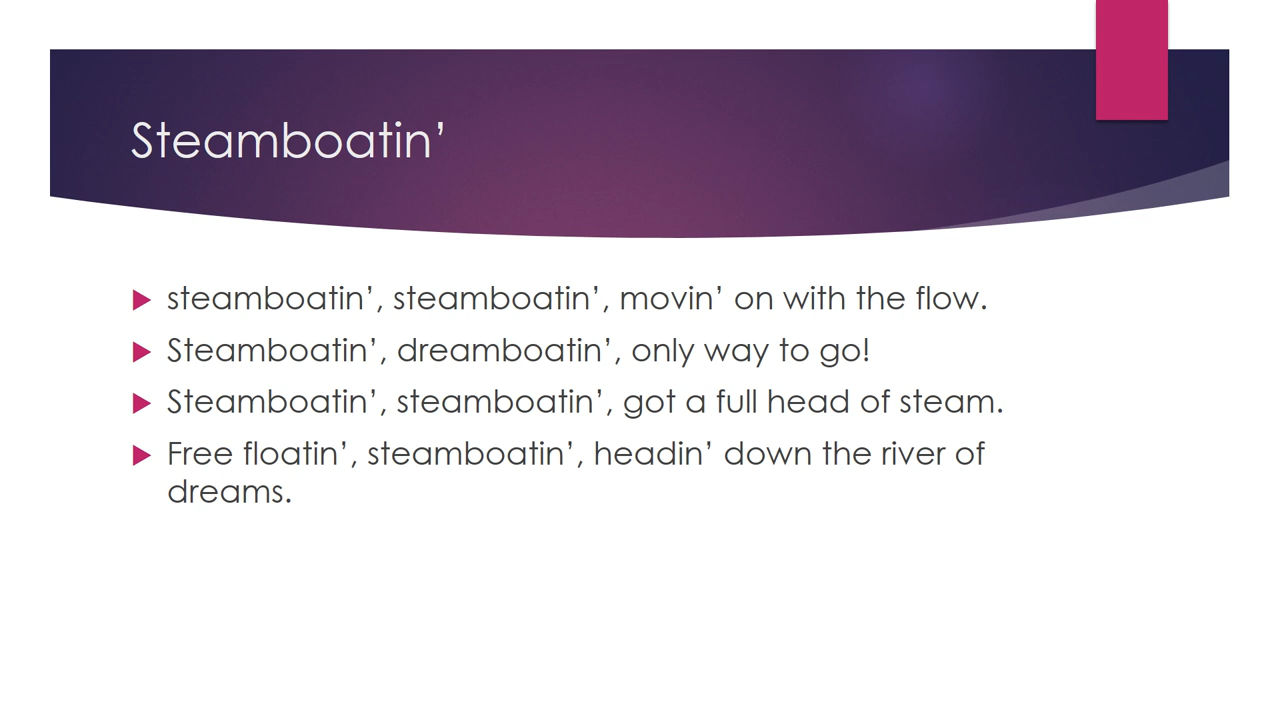 Steamboatin’
steamboatin’, steamboatin’, movin’ on with the flow.
Steamboatin’, dreamboatin’, only way to go!
Steamboatin’, steamboatin’, got a full head of steam.
Free floatin’, steamboatin’, headin’ down the river of
dreams.